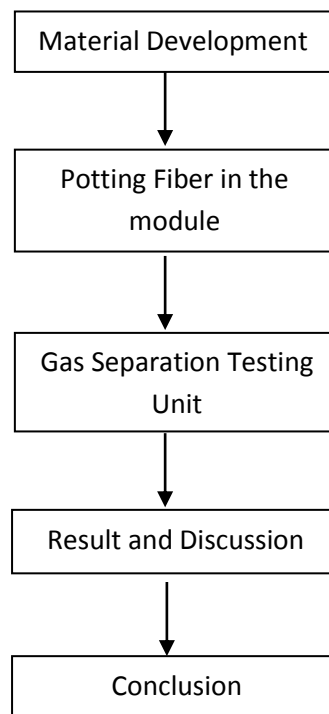 Material Development
Potting Fiber in the
module
Gas Separation Testing
Unit
Result and Discussion
Conclusion